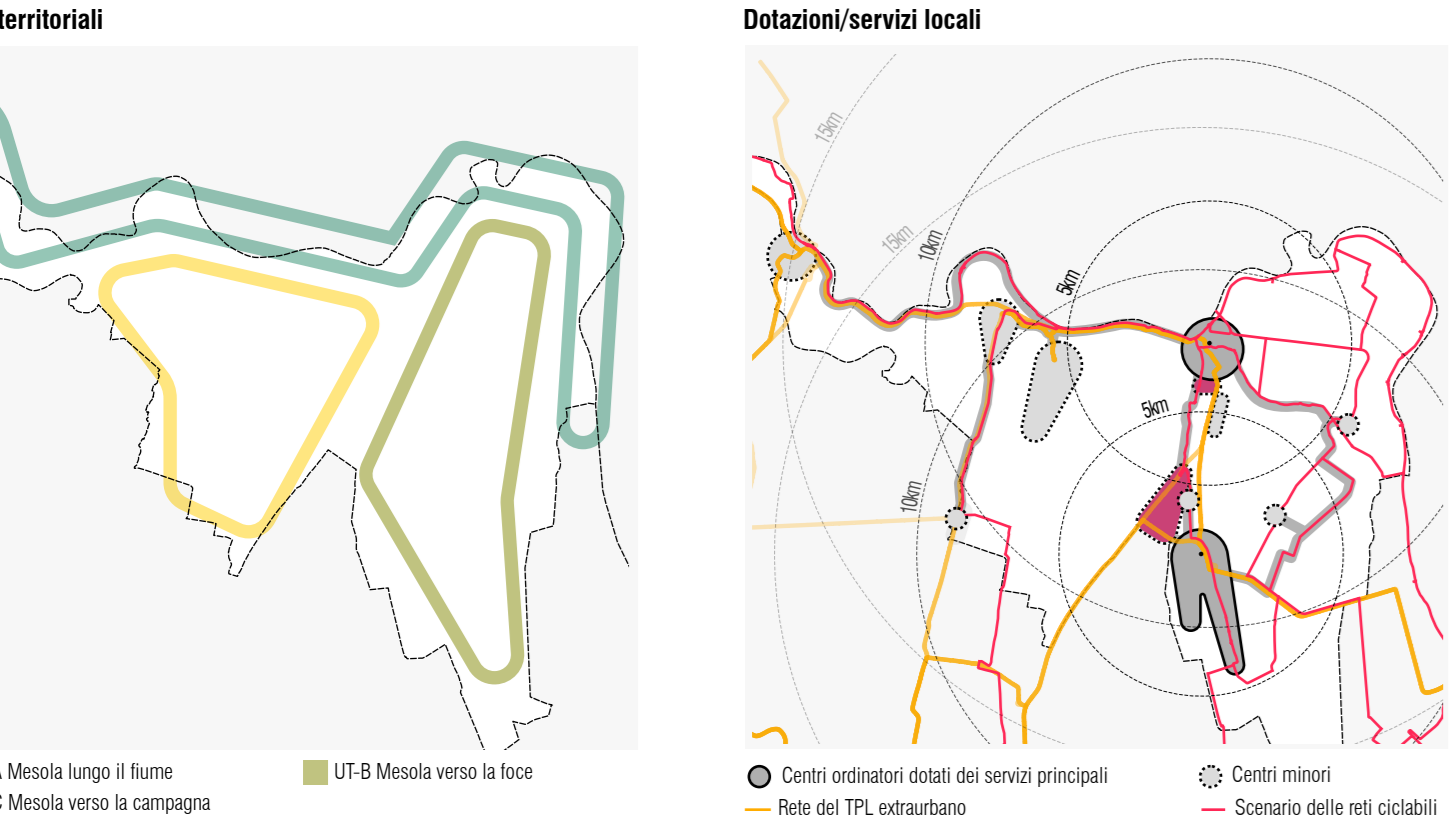 territoriali
A Mesola lungo il fiume
UT-B Mesola verso la foce
C Mesola verso la campagna
Dotazioni/servizi locali
15km
15km
10km
5km
5km
10km
Centri ordinatori dotati dei servizi principali
Centri minori
Rete del TPL extraurbano
Scenario delle reti ciclabili